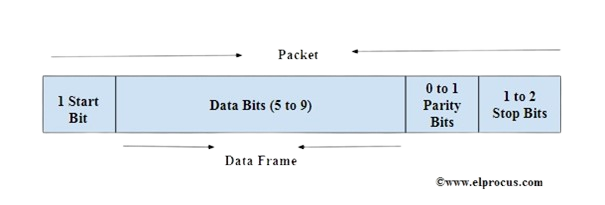 Packet
1 Start
Bit
Data Bits (5 to 9)
0 to 1
Parity
Bits
1 to 2
Stop Bits
Data Frame
©www.elprocus.com